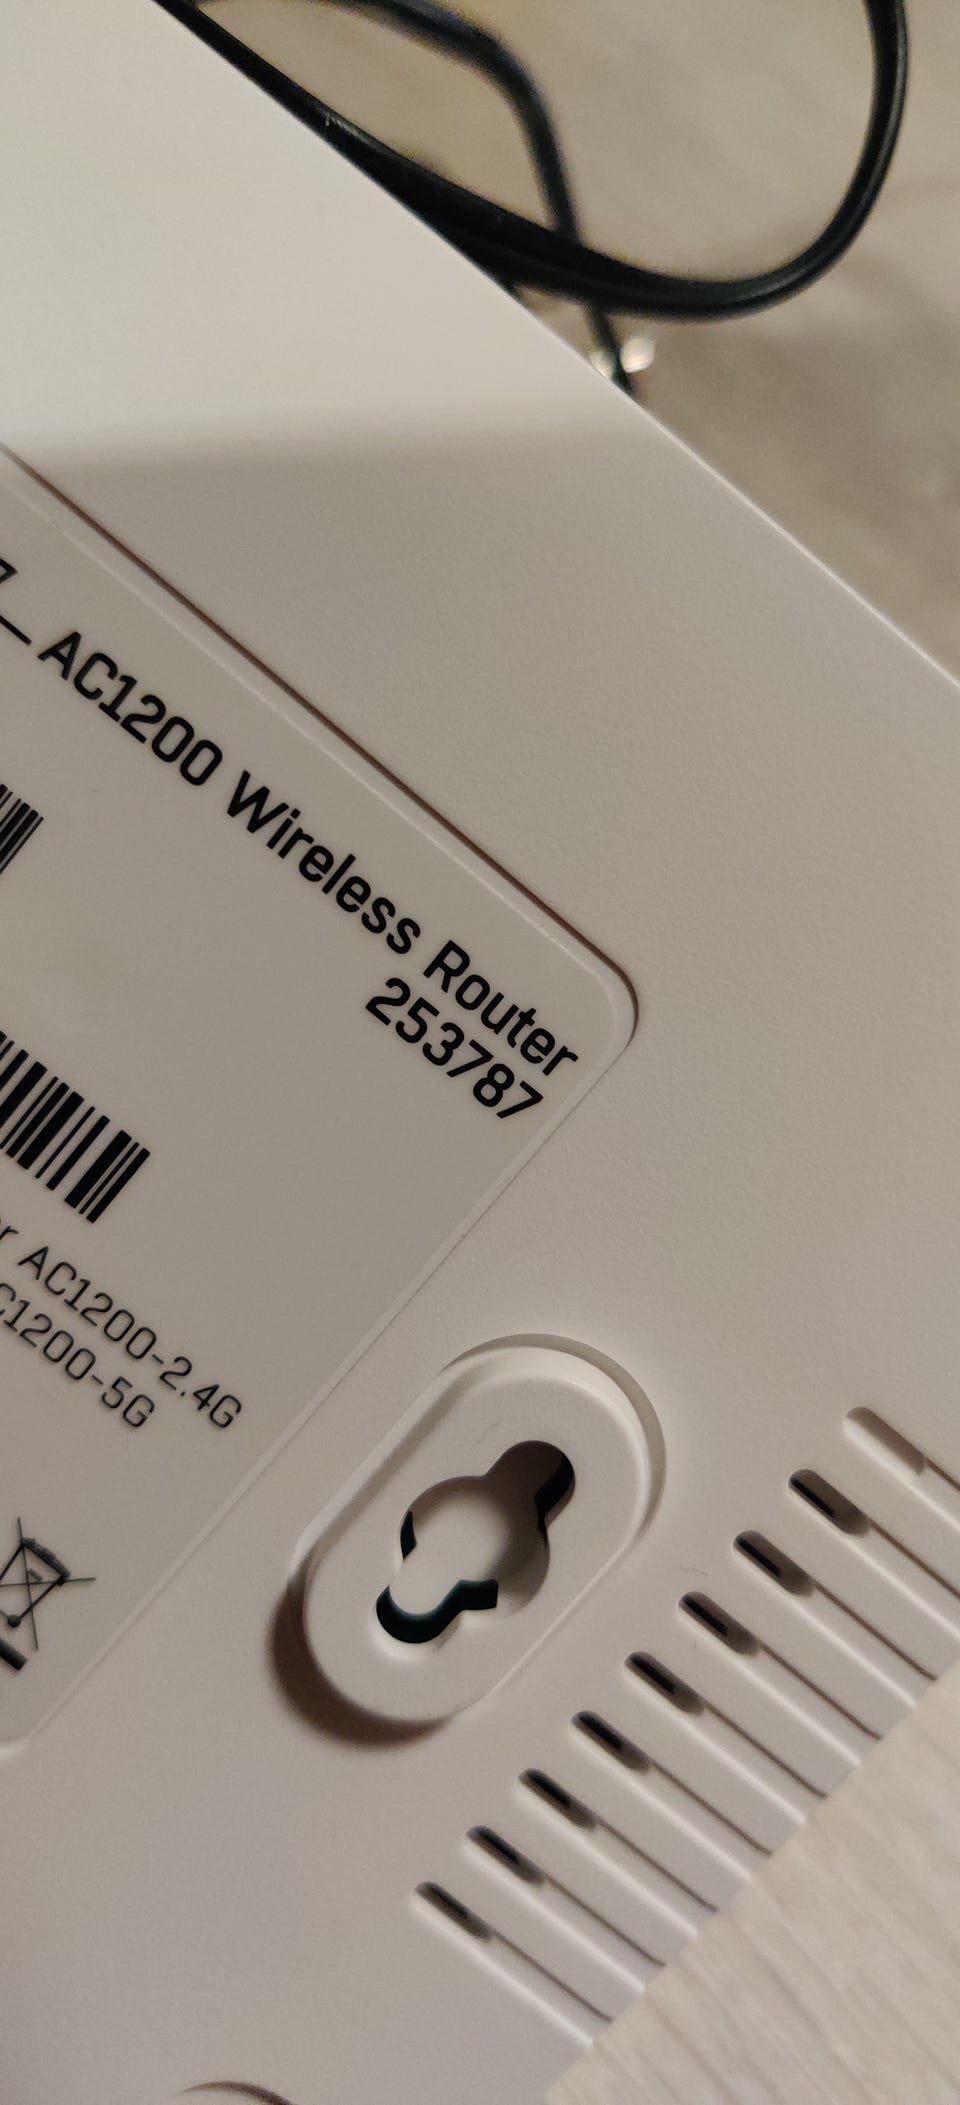 AC1200 Wireless Router
253787
AC1200-2.4G
C1200-5G